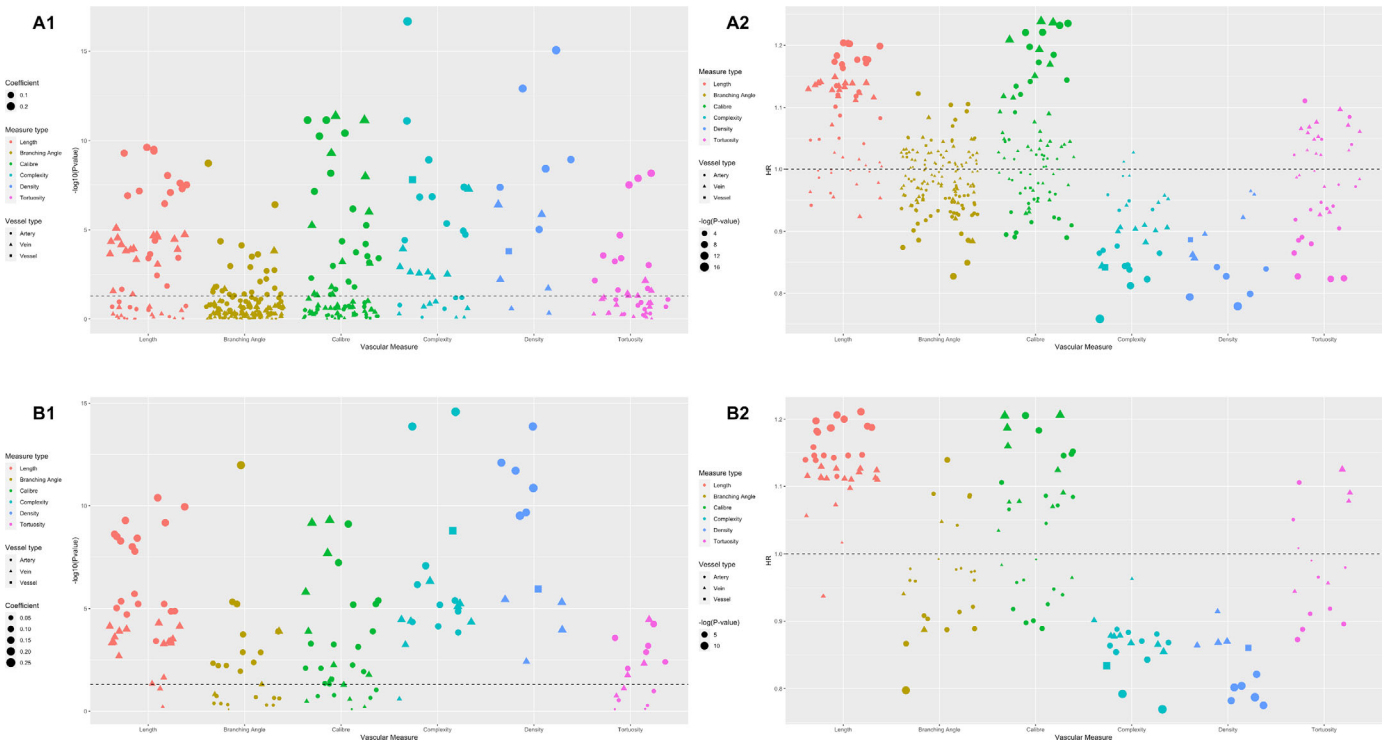 A1
Coefficient
0.1
0.2
Measure type
Length
Branching Angle
Calibre
Complexity
Density
Tortuosity
Vessel type
Artery
Vein
Vessel
-log10(Pvalue)
15
10
5
0
Length
Branching Angle
Calibre
Complexity
Density
Tortuosity
Vascular Measure
A2
Measure type
Length
Branching Angle
Calibre
Complexity
Density
Tortuosity
Vessel type
Artery
Vein
Vessel
-log(P-value)
4
8
12
16
HR
1.2
1.1
1.0
0.9
0.8
Length
Branching Angle
Calibre
Complexity
Density
Tortuosity
Vascular Measure
B1
Measure type
Length
Branching Angle
Calibre
Complexity
Density
Tortuosity
Vessel type
Artery
Vein
Vessel
Coefficient
0.05
0.10
0.15
0.20
0.25
-log10(Pvalue)
15
10
5
0
Length
Branching Angle
Calibre
Complexity
Density
Tortuosity
Vascular Measure
B2
Measure type
Length
Branching Angle
Calibre
Complexity
Density
Tortuosity
Vessel type
Artery
Vein
Vessel
-log(P-value)
5
10
HR
1.2
1.1
1.0
0.9
0.8
Length
Branching Angle
Calibre
Complexity
Density
Tortuosity
Vascular Measure